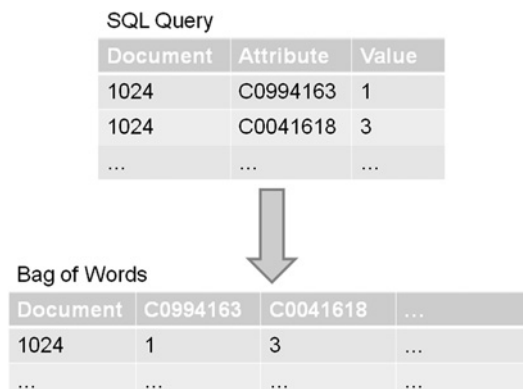 SQL Query
Document Attribute Value
1024 C0994163 1
1024 C0041618 3
... ... ...
Bag of Words
Document C0994163 C0041618 ...
1024 1 3 ...
... ... ... ...